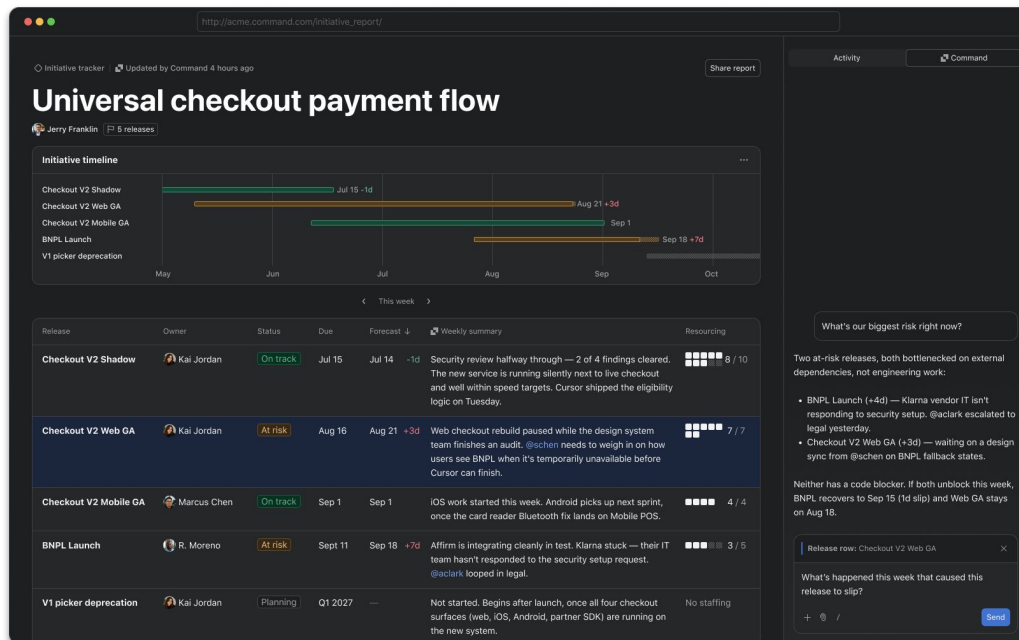 http://acme.command.com/initiative_report/
Initiative tracker
Updated by Command 4 hours ago
Share report
Universal checkout payment flow
Jerry Franklin
5 releases
Initiative timeline
Checkout V2 Shadow
Jul 15 -1d
Checkout V2 Web GA
Aug 21 +3d
Checkout V2 Mobile GA
Sep 1
BNPL Launch
Sep 18 +7d
V1 picker deprecation
May Jun Jul Aug Sep Oct
This week
Release Owner Status Due Forecast ↓ Weekly summary Resourcing
Checkout V2 Shadow Kai Jordan On track Jul 15 Jul 14 -1d
Security review halfway through — 2 of 4 findings cleared.
The new service is running silently next to live checkout
and well within speed targets. Cursor shipped the eligibility
logic on Tuesday.
8 / 10
Checkout V2 Web GA Kai Jordan At risk Aug 16 Aug 21 +3d
Web checkout rebuild paused while the design system
team finishes an audit. @schen needs to weigh in on how
users see BNPL when it's temporarily unavailable before
Cursor can finish.
7 / 7
Checkout V2 Mobile GA Marcus Chen On track Sep 1 Sep 1
iOS work started this week. Android picks up next sprint,
once the card reader Bluetooth fix lands on Mobile POS.
4 / 4
BNPL Launch R. Moreno At risk Sept 11 Sep 18 +7d
Affirm is integrating cleanly in test. Klarna stuck — their IT
team hasn't responded to the security setup request.
@aclark looped in legal.
3 / 5
V1 picker deprecation Kai Jordan Planning Q1 2027 —
Not started. Begins after launch, once all four checkout
surfaces (web, iOS, Android, partner SDK) are running on
the new system.
No staffing
Activity
Command
What's our biggest risk right now?
Two at-risk releases, both bottlenecked on external
dependencies, not engineering work:
• BNPL Launch (+4d) — Klarna vendor IT isn't
responding to security setup. @aclark escalated to
legal yesterday.
• Checkout V2 Web GA (+3d) — waiting on a design
sync from @schen on BNPL fallback states.
Neither has a code blocker. If both unblock this week,
BNPL recovers to Sep 15 (1d slip) and Web GA stays
on Aug 18.
Release row: Checkout V2 Web GA
What's happened this week that caused this
release to slip?
Send